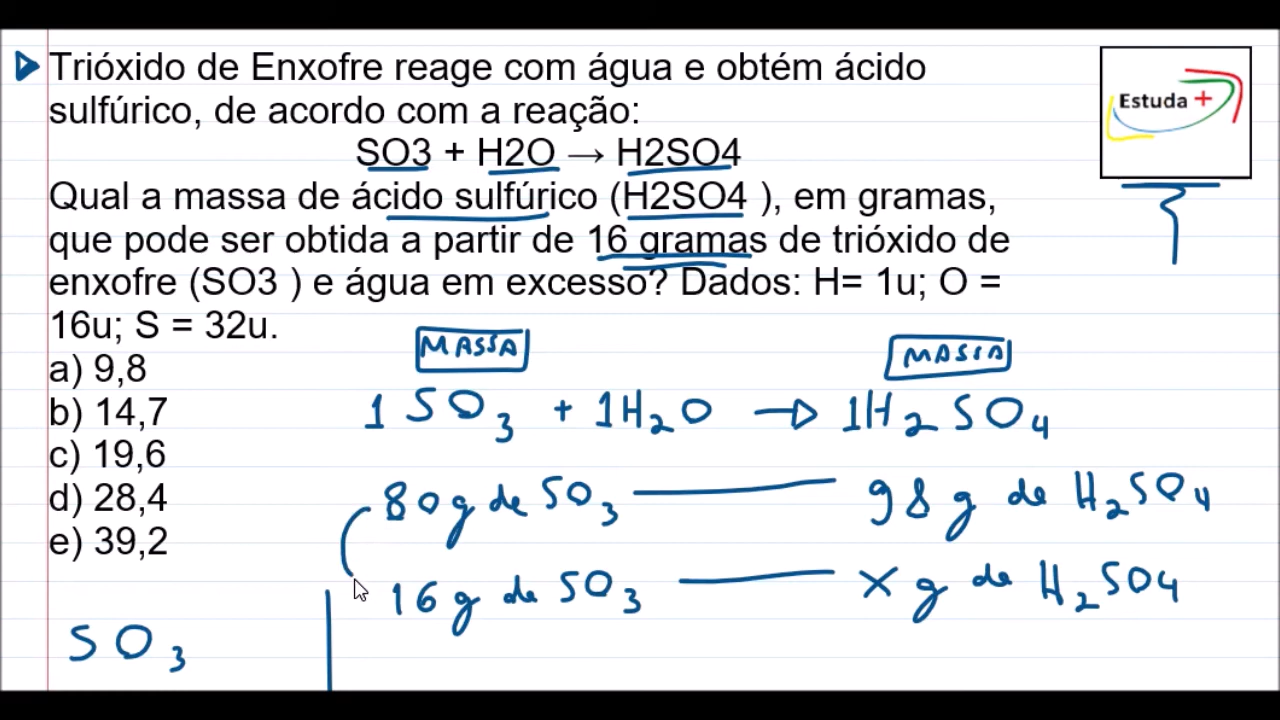 Trióxido de Enxofre reage com água e obtém ácido
sulfúrico, de acordo com a reação:
SO3 + H2O → H2SO4
Qual a massa de ácido sulfúrico (H2SO4 ), em gramas,
que pode ser obtida a partir de 16 gramas de trióxido de
enxofre (SO3 ) e água em excesso? Dados: H= 1u; O =
16u; S = 32u.
a) 9,8
b) 14,7
c) 19,6
d) 28,4
e) 39,2
Estuda +
MASSA MASSA
1 SO3 + 1H2O → 1H2SO4
80g de SO3 — 98 g de H2SO4
16g de SO3 — X g de H2SO4
SO3